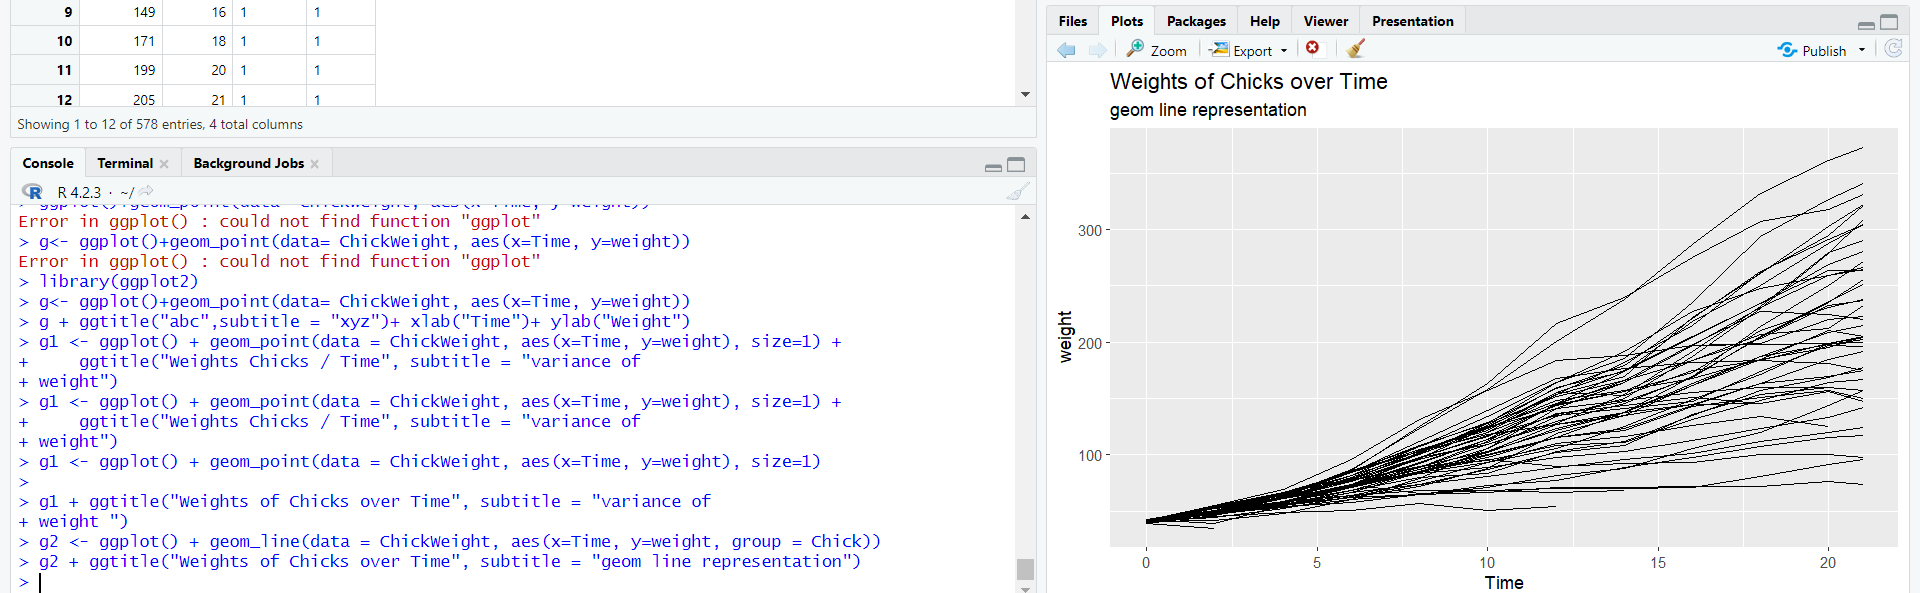 9 149 16 1 1
10 171 18 1 1
11 199 20 1 1
12 205 21 1 1
Showing 1 to 12 of 578 entries, 4 total columns
Console Terminal Background Jobs
R 4.2.3 · ~/
> ggplot()+geom_point(data= ChickWeight, aes(x=Time, y=weight))
Error in ggplot() : could not find function "ggplot"
> g<- ggplot()+geom_point(data= ChickWeight, aes(x=Time, y=weight))
Error in ggplot() : could not find function "ggplot"
> library(ggplot2)
> g<- ggplot()+geom_point(data= ChickWeight, aes(x=Time, y=weight))
> g + ggtitle("abc",subtitle = "xyz")+ xlab("Time")+ ylab("Weight")
> g1 <- ggplot() + geom_point(data = ChickWeight, aes(x=Time, y=weight), size=1) +
+     ggtitle("Weights Chicks / Time", subtitle = "variance of
+ weight")
> g1 <- ggplot() + geom_point(data = ChickWeight, aes(x=Time, y=weight), size=1) +
+     ggtitle("Weights Chicks / Time", subtitle = "variance of
+ weight")
> g1 <- ggplot() + geom_point(data = ChickWeight, aes(x=Time, y=weight), size=1)
>
> g1 + ggtitle("Weights of Chicks over Time", subtitle = "variance of
+ weight ")
> g2 <- ggplot() + geom_line(data = ChickWeight, aes(x=Time, y=weight, group = Chick))
> g2 + ggtitle("Weights of Chicks over Time", subtitle = "geom line representation")
>
Files Plots Packages Help Viewer Presentation
Zoom Export Publish
Weights of Chicks over Time
geom line representation
300
200
100
weight
0 5 10 15 20
Time